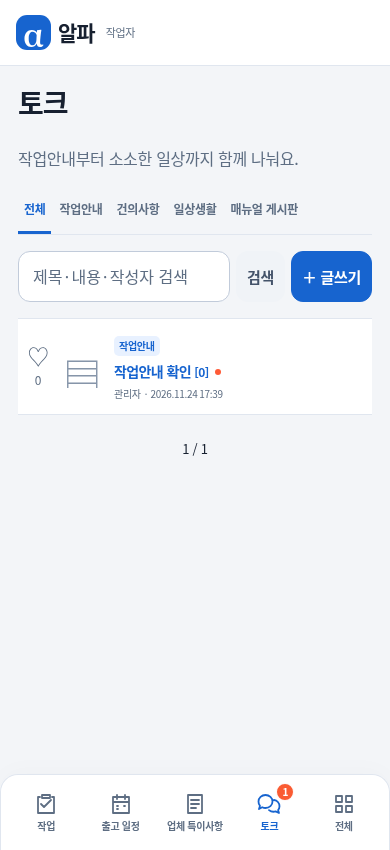 α 알파 작업자
토크
작업안내부터 소소한 일상까지 함께 나눠요.
전체 작업안내 건의사항 일상생활 매뉴얼 게시판
제목·내용·작성자 검색 검색 + 글쓰기
작업안내
♡ 작업안내 확인 [0]
0
관리자 · 2026.11.24 17:39
1 / 1
1
작업 출고 일정 업체 특이사항 토크 전체